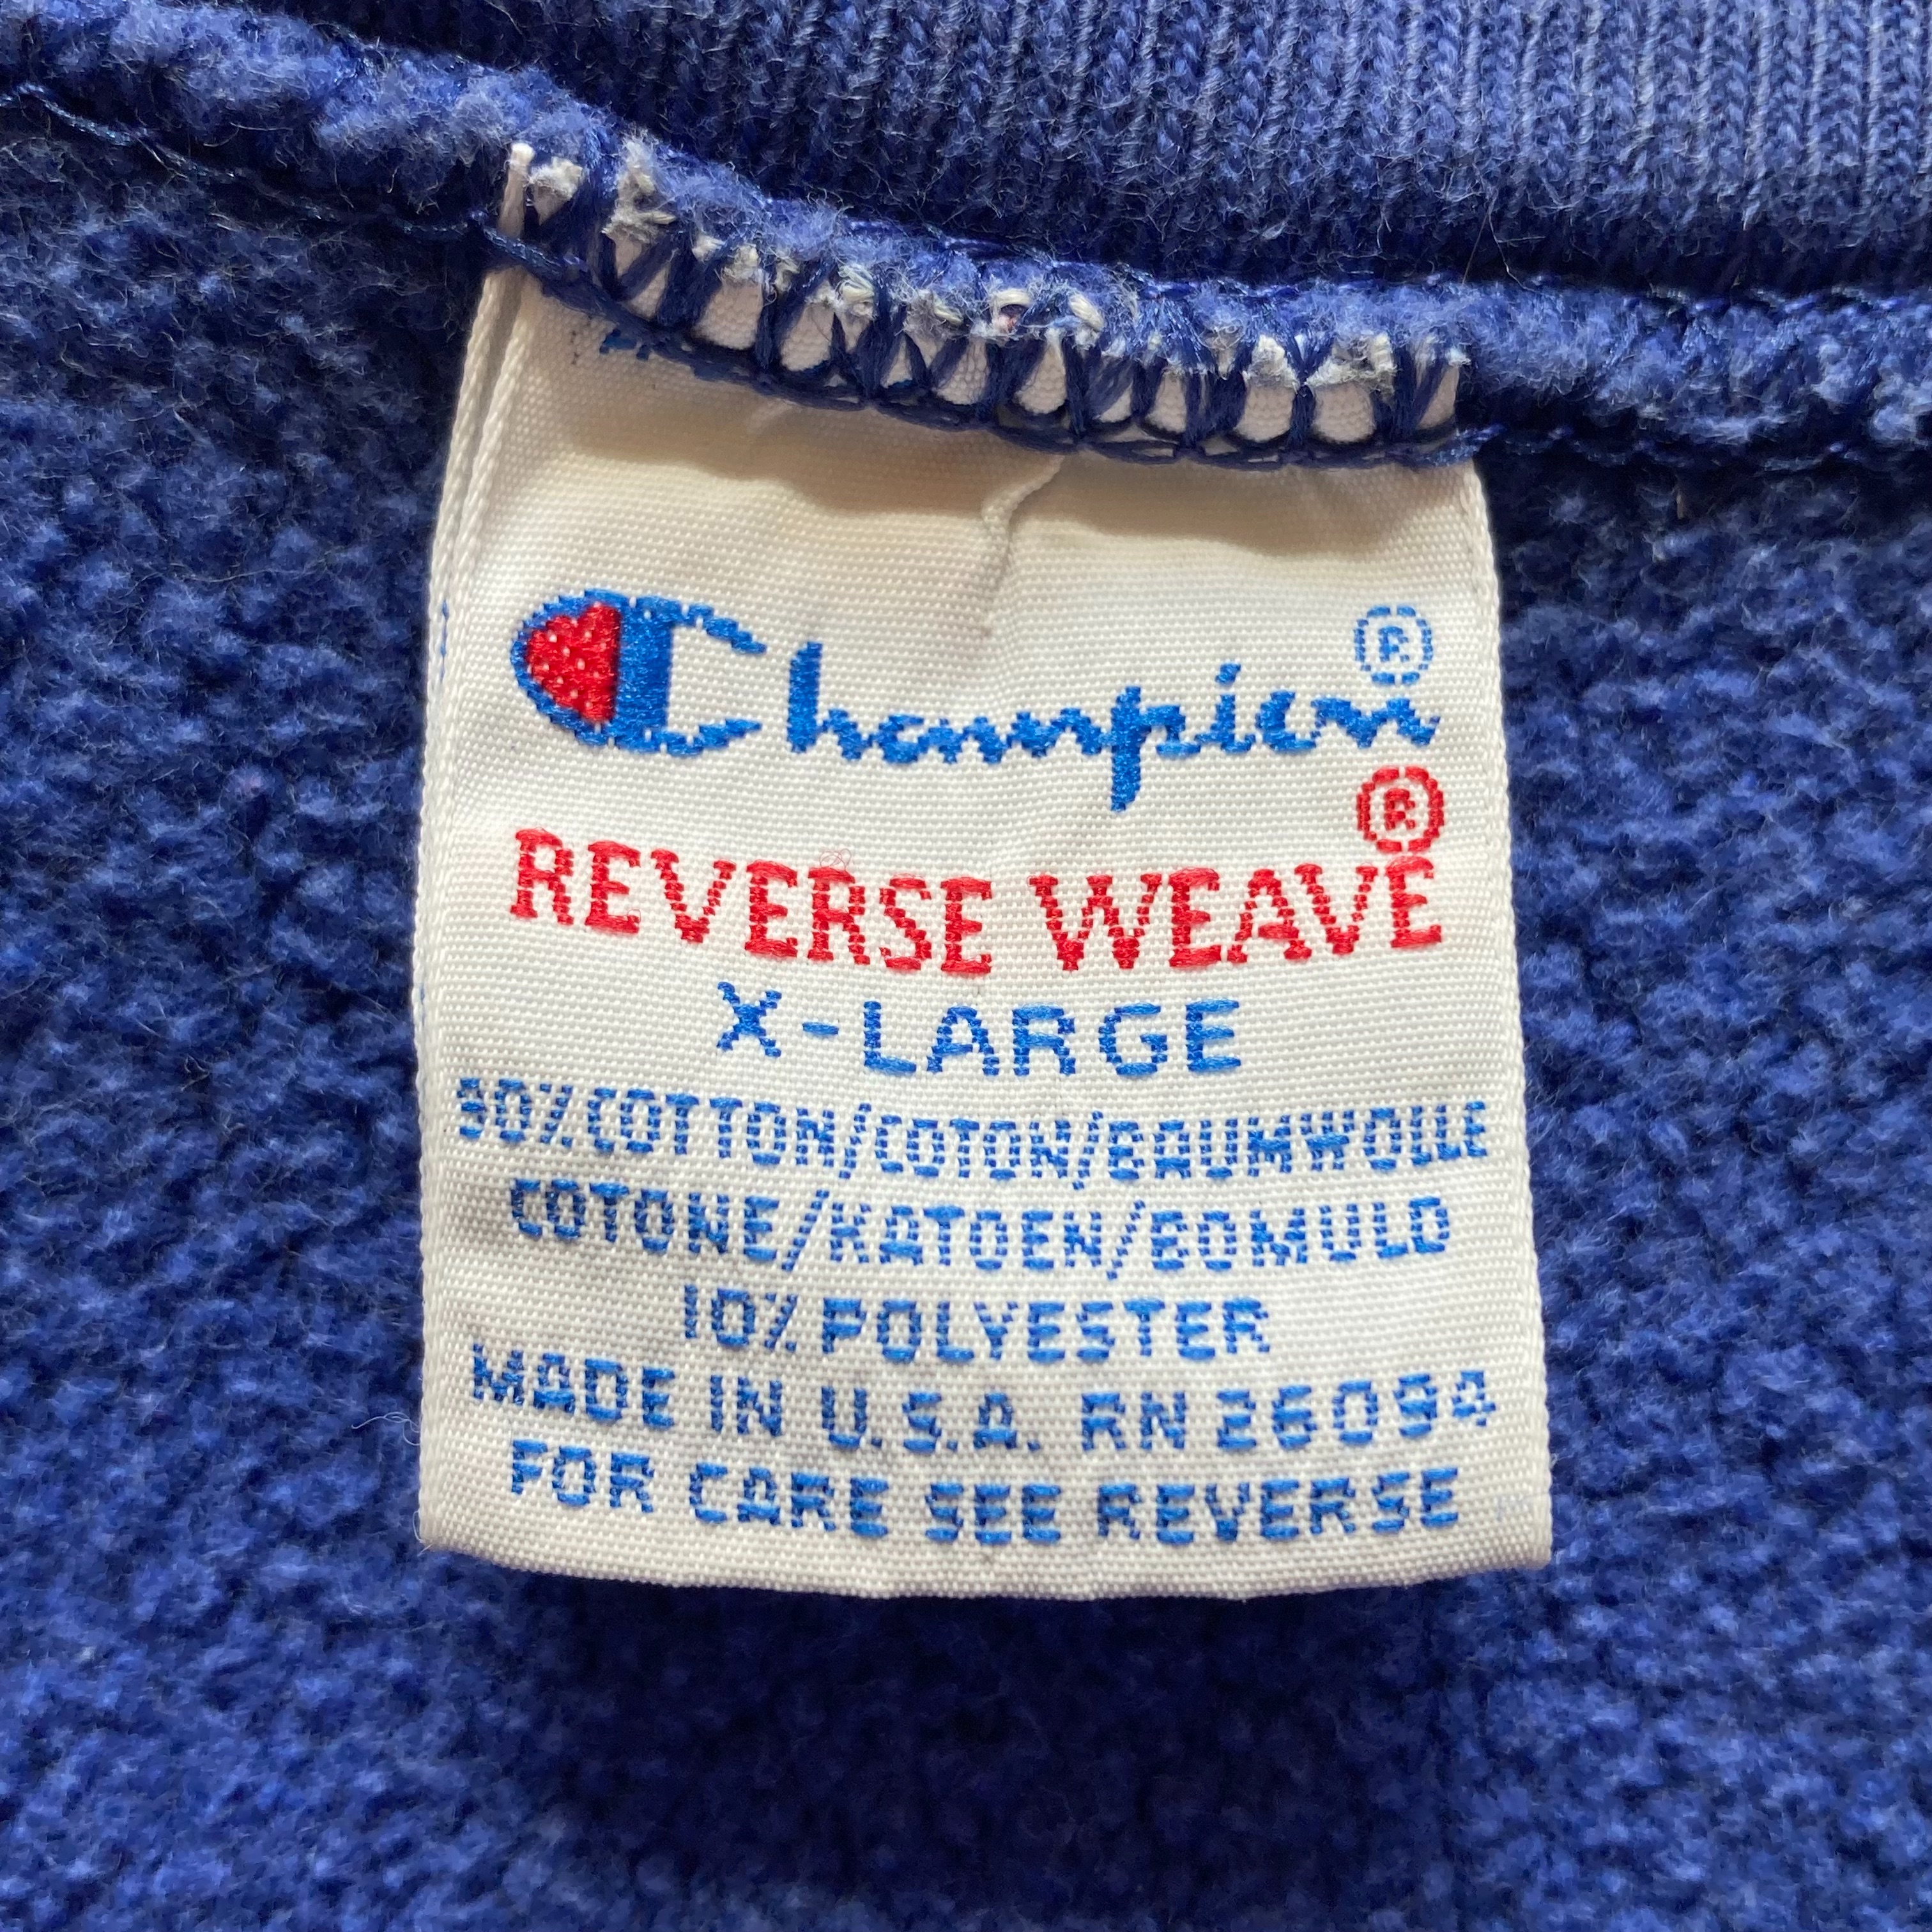 Champion®
REVERSE WEAVE®
X-LARGE
90% COTTON/COTON/BAUMWOLLE
COTONE/KATOEN/BOMULD
10% POLYESTER
MADE IN U.S.A. RN 26094
FOR CARE SEE REVERSE